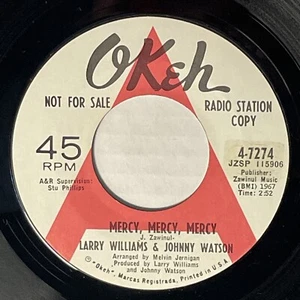 OKeh
NOT FOR SALE
RADIO STATION
COPY
45
RPM
4-7274
JZSP 115906
Publisher:
Zawinul Music
(BMI) 1967
Time: 2:52
A&R Supervision:
Stu Phillips
MERCY, MERCY, MERCY
-J. Zawinul-
LARRY WILLIAMS & JOHNNY WATSON
Arranged by Melvin Jernigan
Produced by Larry Williams
and Johnny Watson
® "Okeh", Marcas Registrada, Printed in U.S.A.